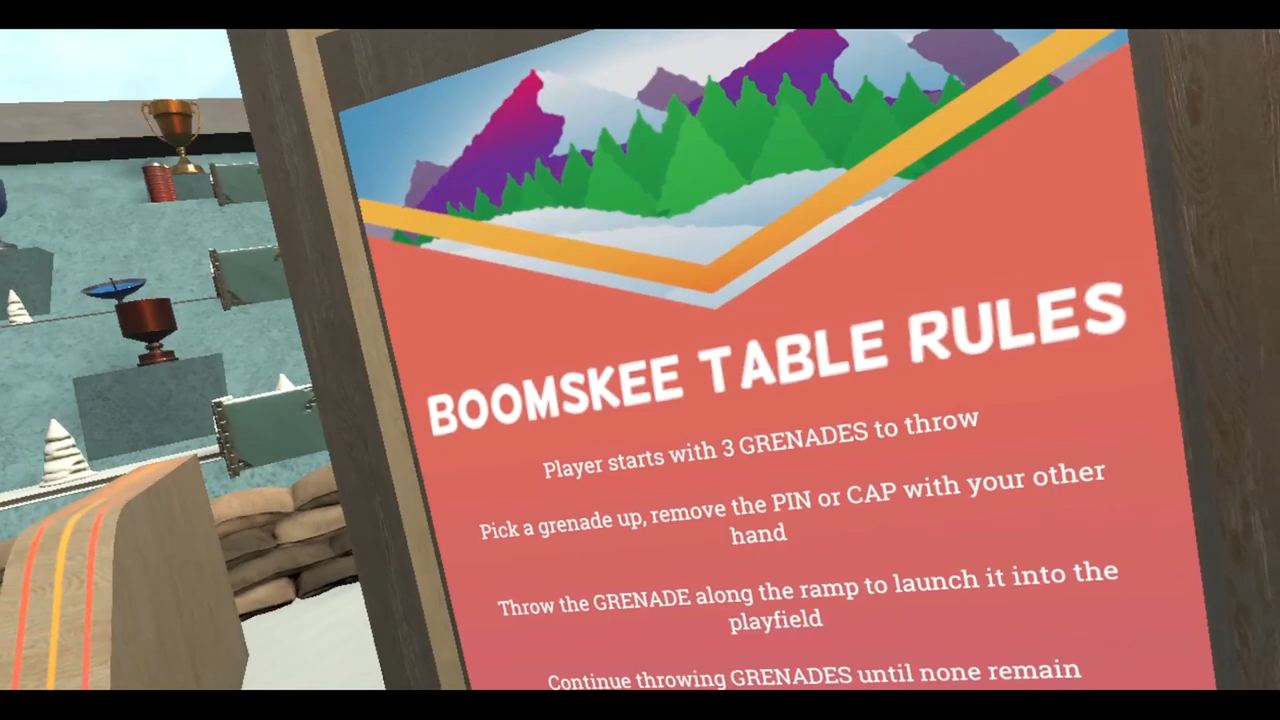 BOOMSKEE TABLE RULES
Player starts with 3 GRENADES to throw
Pick a grenade up, remove the PIN or CAP with your other
hand
Throw the GRENADE along the ramp to launch it into the
playfield
Continue throwing GRENADES until none remain